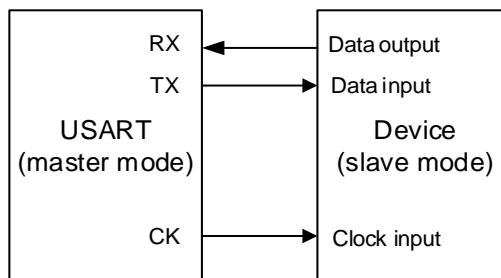 RX
Data output
TX
Data input
USART
(master mode)
Device
(slave mode)
CK
Clock input